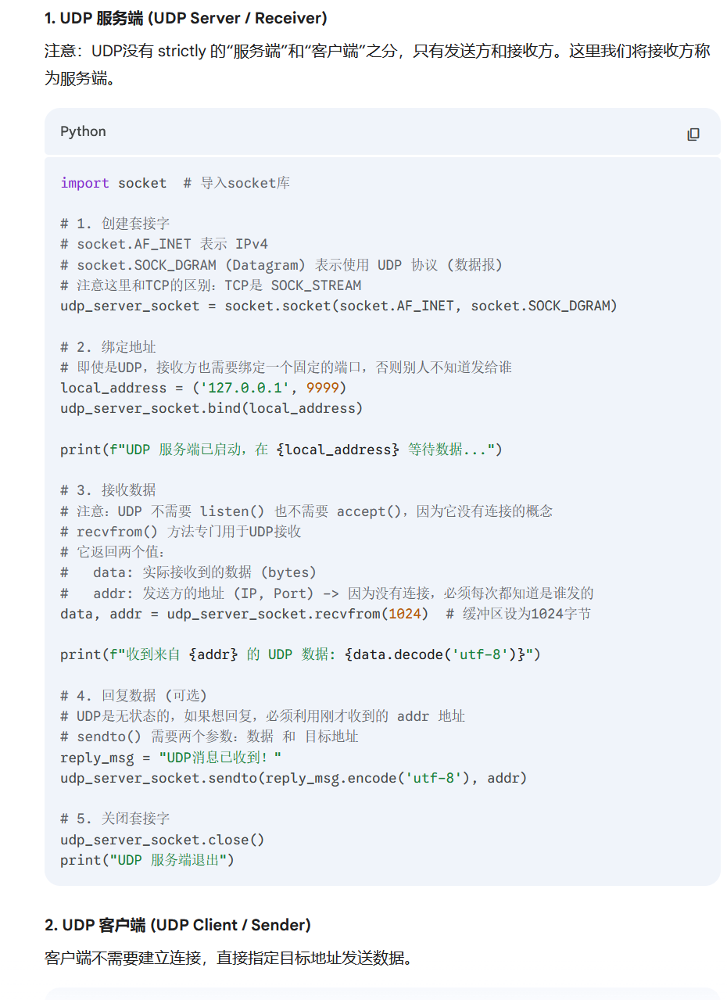 1. UDP 服务端 (UDP Server / Receiver)
注意：UDP没有 strictly 的“服务端”和“客户端”之分，只有发送方和接收方。这里我们将接收方称
为服务端。
Python
import socket  # 导入socket库
# 1. 创建套接字
# socket.AF_INET 表示 IPv4
# socket.SOCK_DGRAM (Datagram) 表示使用 UDP 协议 (数据报)
# 注意这里和TCP的区别：TCP是 SOCK_STREAM
udp_server_socket = socket.socket(socket.AF_INET, socket.SOCK_DGRAM)
# 2. 绑定地址
# 即使是UDP，接收方也需要绑定一个固定的端口，否则别人不知道发给谁
local_address = ('127.0.0.1', 9999)
udp_server_socket.bind(local_address)
print(f"UDP 服务端已启动，在 {local_address} 等待数据...")
# 3. 接收数据
# 注意：UDP 不需要 listen() 也不需要 accept()，因为它没有连接的概念
# recvfrom() 方法专门用于UDP接收
# 它返回两个值：
#   data: 实际接收到的数据 (bytes)
#   addr: 发送方的地址 (IP, Port) -> 因为没有连接，必须每次都知道是谁发的
data, addr = udp_server_socket.recvfrom(1024)  # 缓冲区设为1024字节
print(f"收到来自 {addr} 的 UDP 数据: {data.decode('utf-8')}")
# 4. 回复数据 (可选)
# UDP是无状态的，如果想回复，必须利用刚才收到的 addr 地址
# sendto() 需要两个参数：数据 和 目标地址
reply_msg = "UDP消息已收到！"
udp_server_socket.sendto(reply_msg.encode('utf-8'), addr)
# 5. 关闭套接字
udp_server_socket.close()
print("UDP 服务端退出")
2. UDP 客户端 (UDP Client / Sender)
客户端不需要建立连接，直接指定目标地址发送数据。